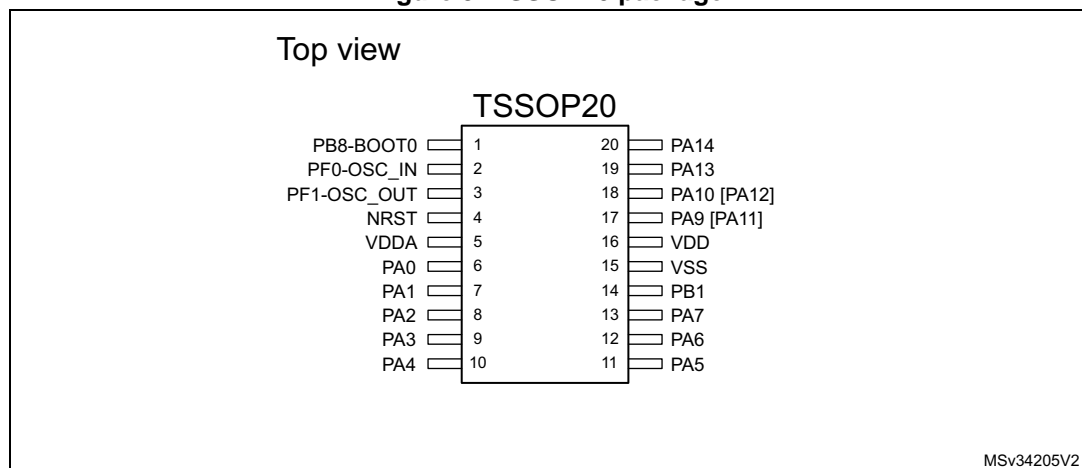 Top view
TSSOP20
PB8-BOOT0 1 20 PA14
PF0-OSC_IN 2 19 PA13
PF1-OSC_OUT 3 18 PA10 [PA12]
NRST 4 17 PA9 [PA11]
VDDA 5 16 VDD
PA0 6 15 VSS
PA1 7 14 PB1
PA2 8 13 PA7
PA3 9 12 PA6
PA4 10 11 PA5
MSv34205V2